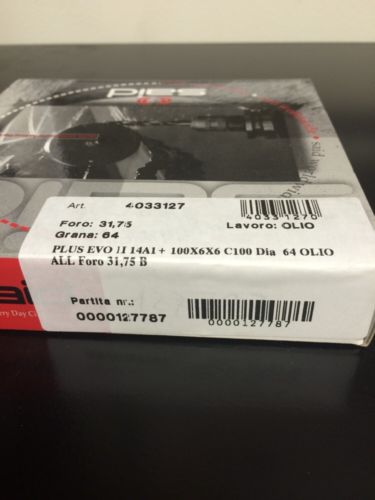 Art. 4033127
40331270
Foro: 31,75
Lavoro: OLIO
Grana: 64
PLUS EVO II 14A1+ 100X6X6 C100 Dia 64 OLIO
ALL Foro 31,75 B
Partita nr.:
0000127787
0000127787